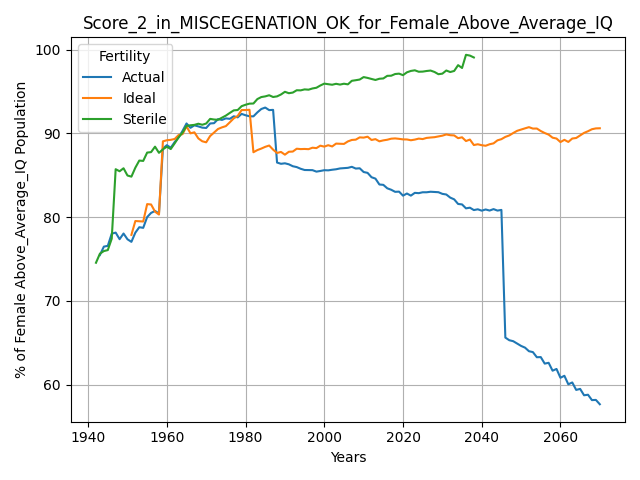 Score_2_in_MISCEGENATION_OK_for_Female_Above_Average_IQ
Fertility
Actual
Ideal
Sterile
% of Female Above_Average_IQ Population
100
90
80
70
60
1940
1960
1980
2000
2020
2040
2060
Years